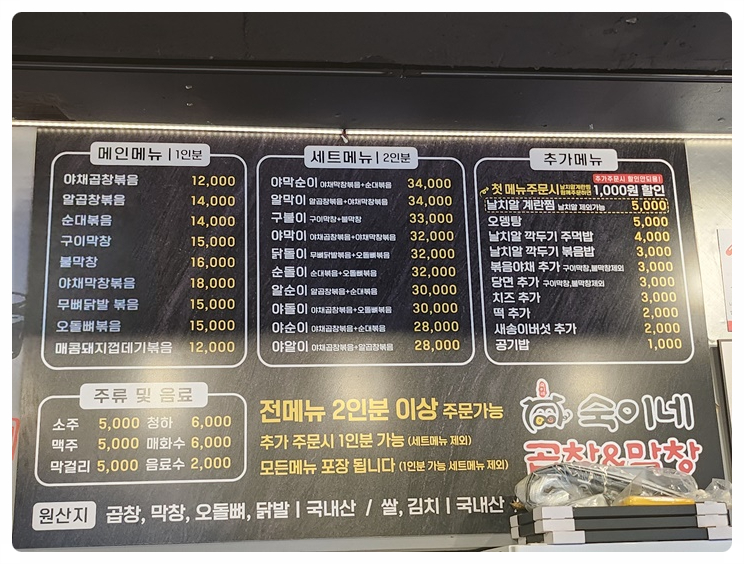 메인메뉴 | 1인분
야채곱창볶음 12,000
알곱창볶음 14,000
순대볶음 14,000
구이막창 15,000
불막창 16,000
야채막창볶음 18,000
무뼈닭발 볶음 15,000
오돌뼈볶음 15,000
매콤돼지껍데기볶음 12,000
세트메뉴 | 2인분
야막순이 야채막창볶음+순대볶음 34,000
알막이 알곱창볶음+야채막창볶음 34,000
구불이 구이막창+불막창 33,000
야막이 야채곱창볶음+야채막창볶음 32,000
닭돌이 무뼈닭발볶음+오돌뼈볶음 32,000
순돌이 순대볶음+오돌뼈볶음 32,000
알순이 알곱창볶음+순대볶음 30,000
야돌이 야채곱창볶음+오돌뼈볶음 30,000
야순이 야채곱창볶음+순대볶음 28,000
야알이 야채곱창볶음+알곱창볶음 28,000
추가메뉴
추가주문시 할인안되용!
첫 메뉴주문시 날치알계란찜 함께주문하면 1,000원 할인
날치알 계란찜 날치알 제외가능 5,000
오뎅탕 5,000
날치알 깍두기 주먹밥 4,000
날치알 깍두기 볶음밥 3,000
볶음야채 추가 구이막창,불막창제외 3,000
당면 추가 구이막창,불막창제외 3,000
치즈 추가 3,000
떡 추가 2,000
새송이버섯 추가 2,000
공기밥 1,000
주류 및 음료
소주 5,000 청하 6,000
맥주 5,000 매화수 6,000
막걸리 5,000 음료수 2,000
전메뉴 2인분 이상 주문가능
추가 주문시 1인분 가능 (세트메뉴 제외)
모든메뉴 포장 됩니다 (1인분 가능 세트메뉴 제외)
숙이네
곱창&막창
원산지 곱창, 막창, 오돌뼈, 닭발 | 국내산 / 쌀, 김치 | 국내산